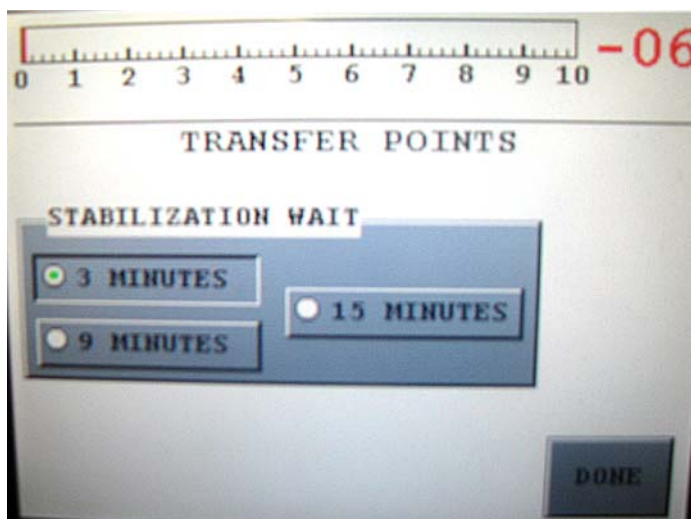 -06
0 1 2 3 4 5 6 7 8 9 10
TRANSFER POINTS
STABILIZATION WAIT
3 MINUTES
15 MINUTES
9 MINUTES
DONE